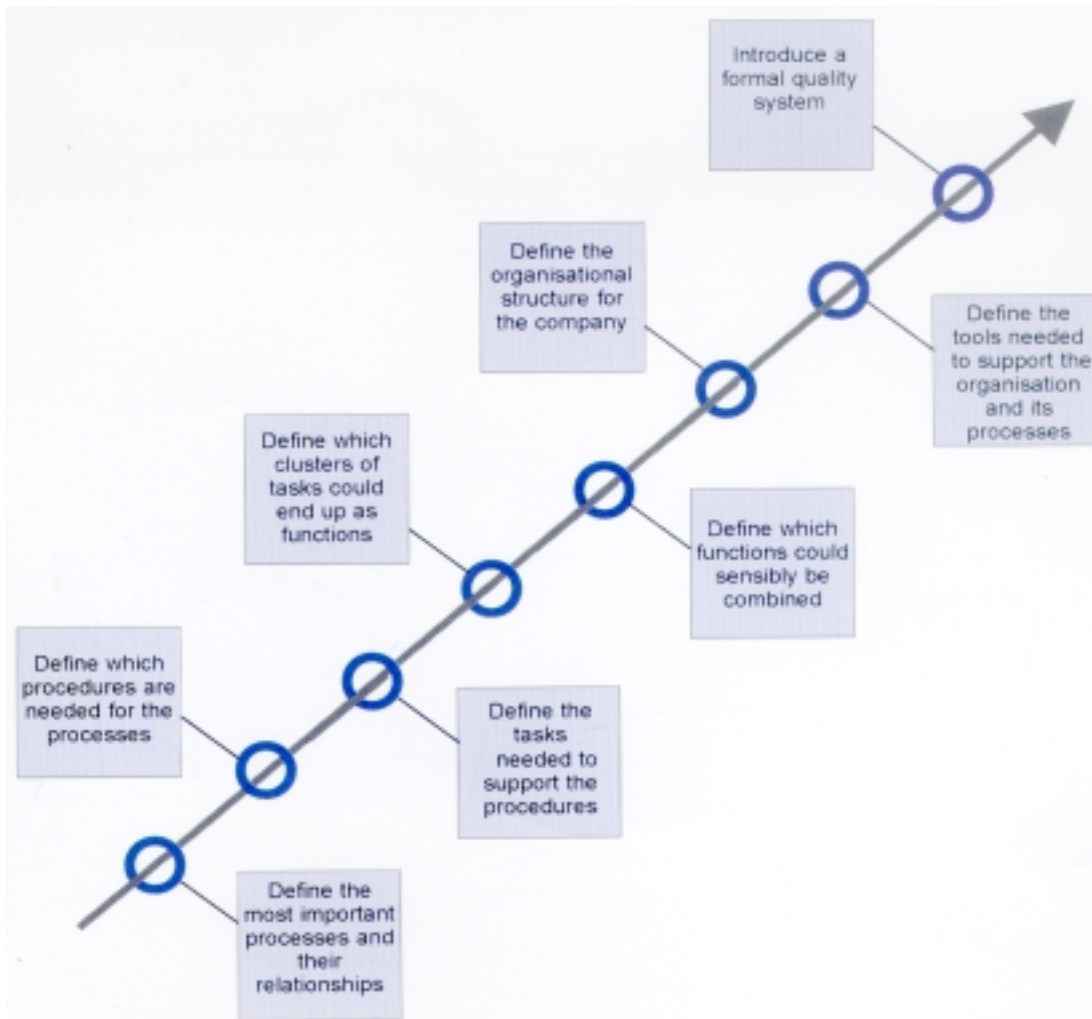 Introduce a
formal quality
system
Define the
organisational
structure for
the company
Define the
tools needed
to support the
organisation
and its
processes
Define which
clusters of
tasks could
end up as
functions
Define which
functions could
sensibly be
combined
Define which
procedures are
needed for the
processes
Define the
tasks
needed to
support the
procedures
Define the
most important
processes and
their
relationships